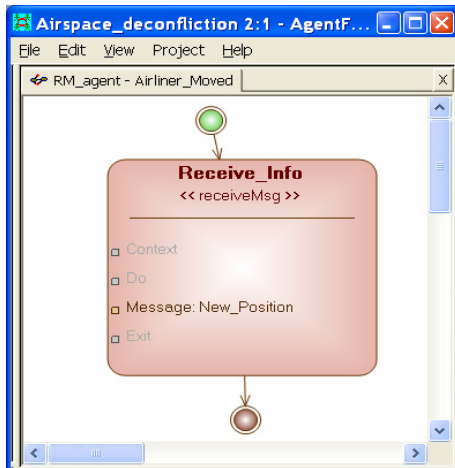 Airspace_deconfliction 2:1 - AgentF...
File Edit View Project Help
RM_agent - Airliner_Moved X
Receive_Info
<< receiveMsg >>
Context
Do
Message: New_Position
Exit